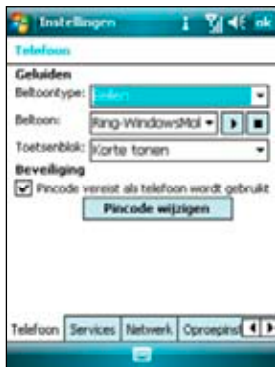 Instellingen ok
Telefoon
Geluiden
Beltoontype: Bellen
Beltoon: Ring-WindowsMol
Toetsenblok: Korte tonen
Beveiliging
Pincode vereist als telefoon wordt gebruikt
Pincode wijzigen
Telefoon Services Netwerk Oproepinst